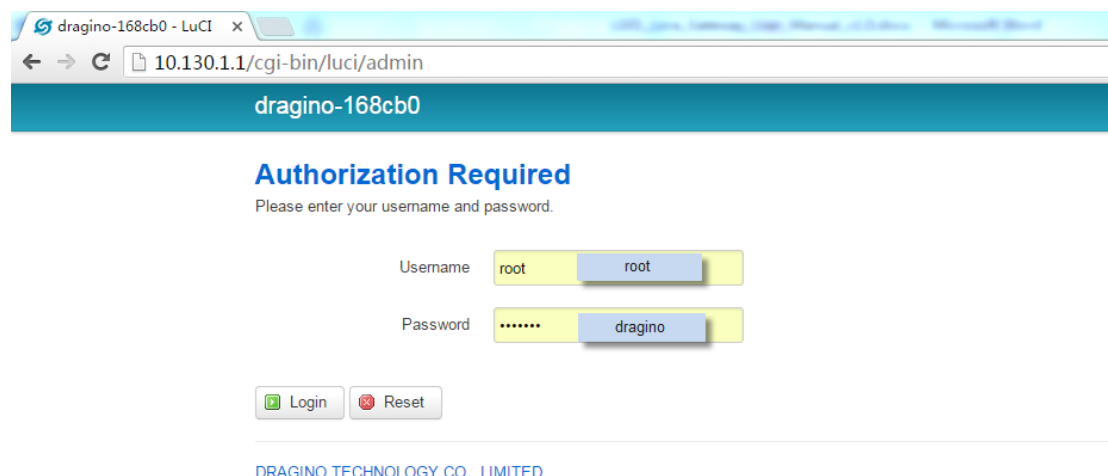 dragino-168cb0 - LuCI
10.130.1.1/cgi-bin/luci/admin
dragino-168cb0
Authorization Required
Please enter your username and password.
Username root root
Password ••••••• dragino
Login Reset
DRAGINO TECHNOLOGY CO., LIMITED